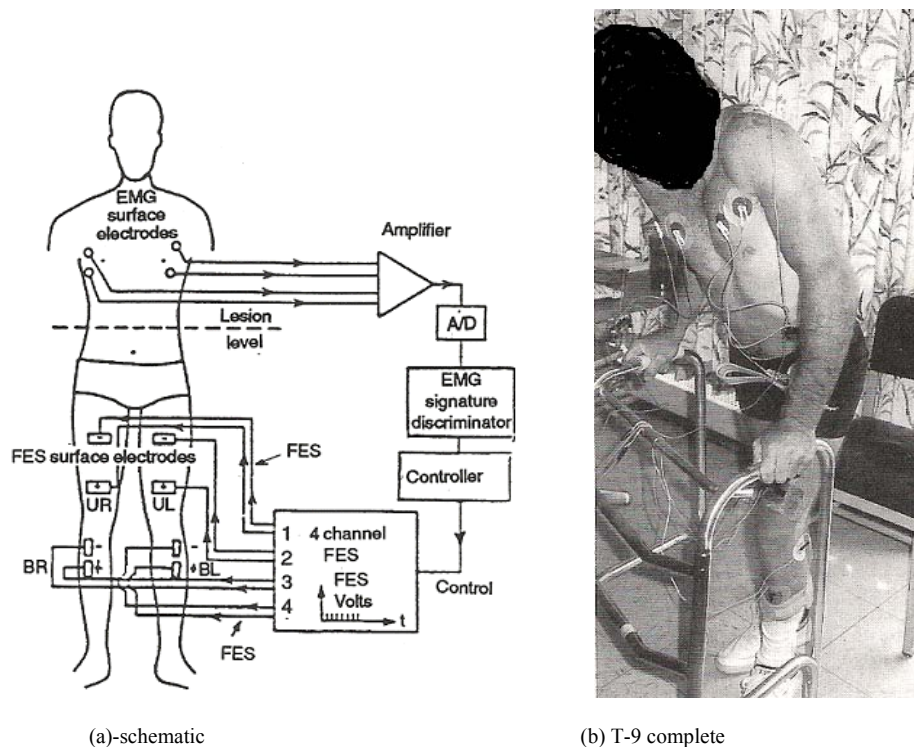 EMG
surface
electrodes
Amplifier
Lesion
level
A/D
EMG
signature
discriminator
Controller
Control
FES
FES surface electrodes
- -
+ +
UR UL
- -
BR + + BL
1 4 channel
2 FES
3 FES
4 Volts
t
FES
(a)-schematic
(b) T-9 complete